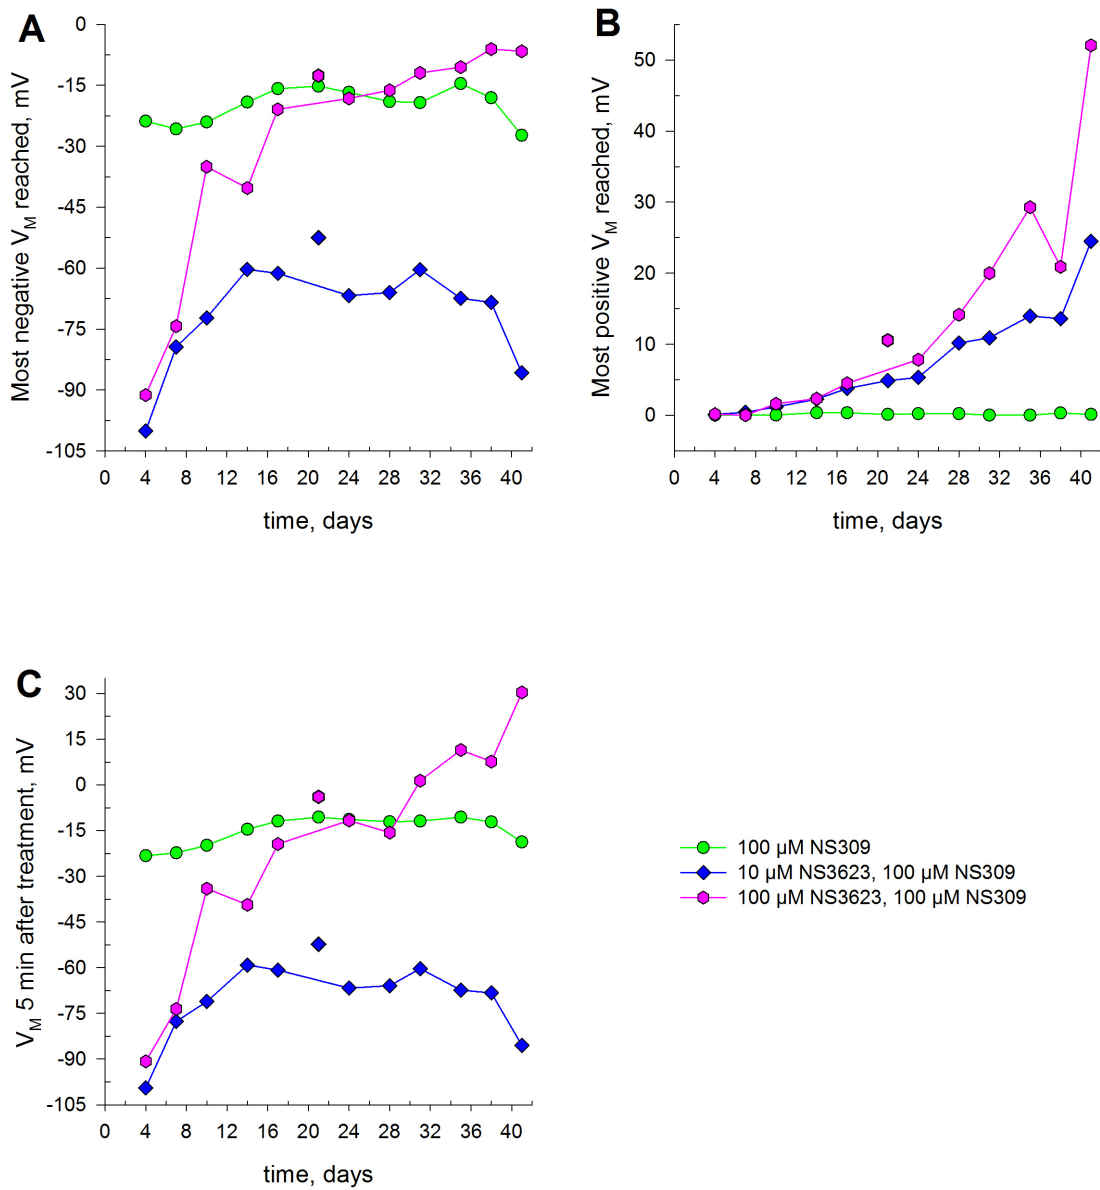 A
Most negative VM reached, mV
0
-15
-30
-45
-60
-75
-90
-105
0 4 8 12 16 20 24 28 32 36 40
time, days
B
Most positive VM reached, mV
50
40
30
20
10
0
0 4 8 12 16 20 24 28 32 36 40
time, days
C
VM 5 min after treatment, mV
30
15
0
-15
-30
-45
-60
-75
-90
-105
0 4 8 12 16 20 24 28 32 36 40
time, days
100 µM NS309
10 µM NS3623, 100 µM NS309
100 µM NS3623, 100 µM NS309